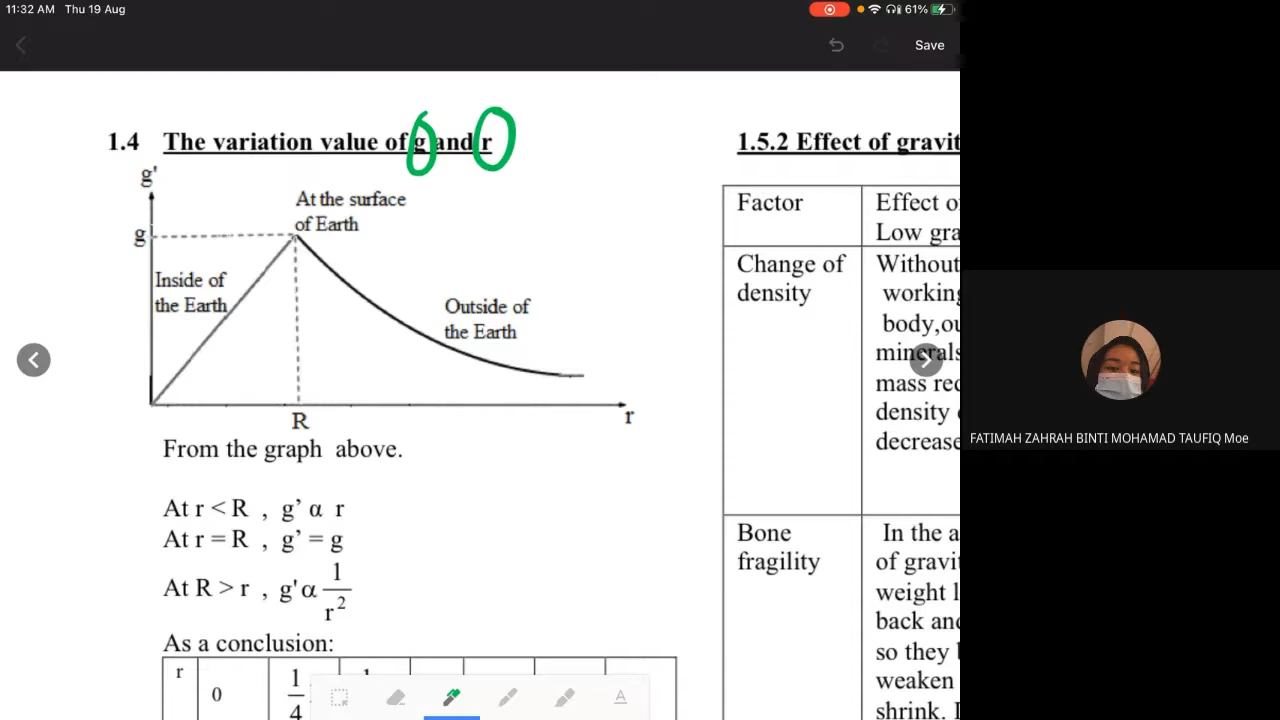 11:32 AM Thu 19 Aug
61%
Save
1.4 The variation value of g and r
g'
g
At the surface
of Earth
Inside of
the Earth
Outside of
the Earth
R
r
From the graph above.
At r < R , g’ α r
At r = R , g’ = g
At R > r , g' α 1/r²
As a conclusion:
r
0
1/4
1
A
1.5.2 Effect of gravit
Factor
Effect o
Low gra
Change of
density
Without
working
body,ou
minerals
mass red
density
decrease
Bone
fragility
In the a
of gravit
weight l
back and
so they
weaken
shrink. I
FATIMAH ZAHRAH BINTI MOHAMAD TAUFIQ Moe